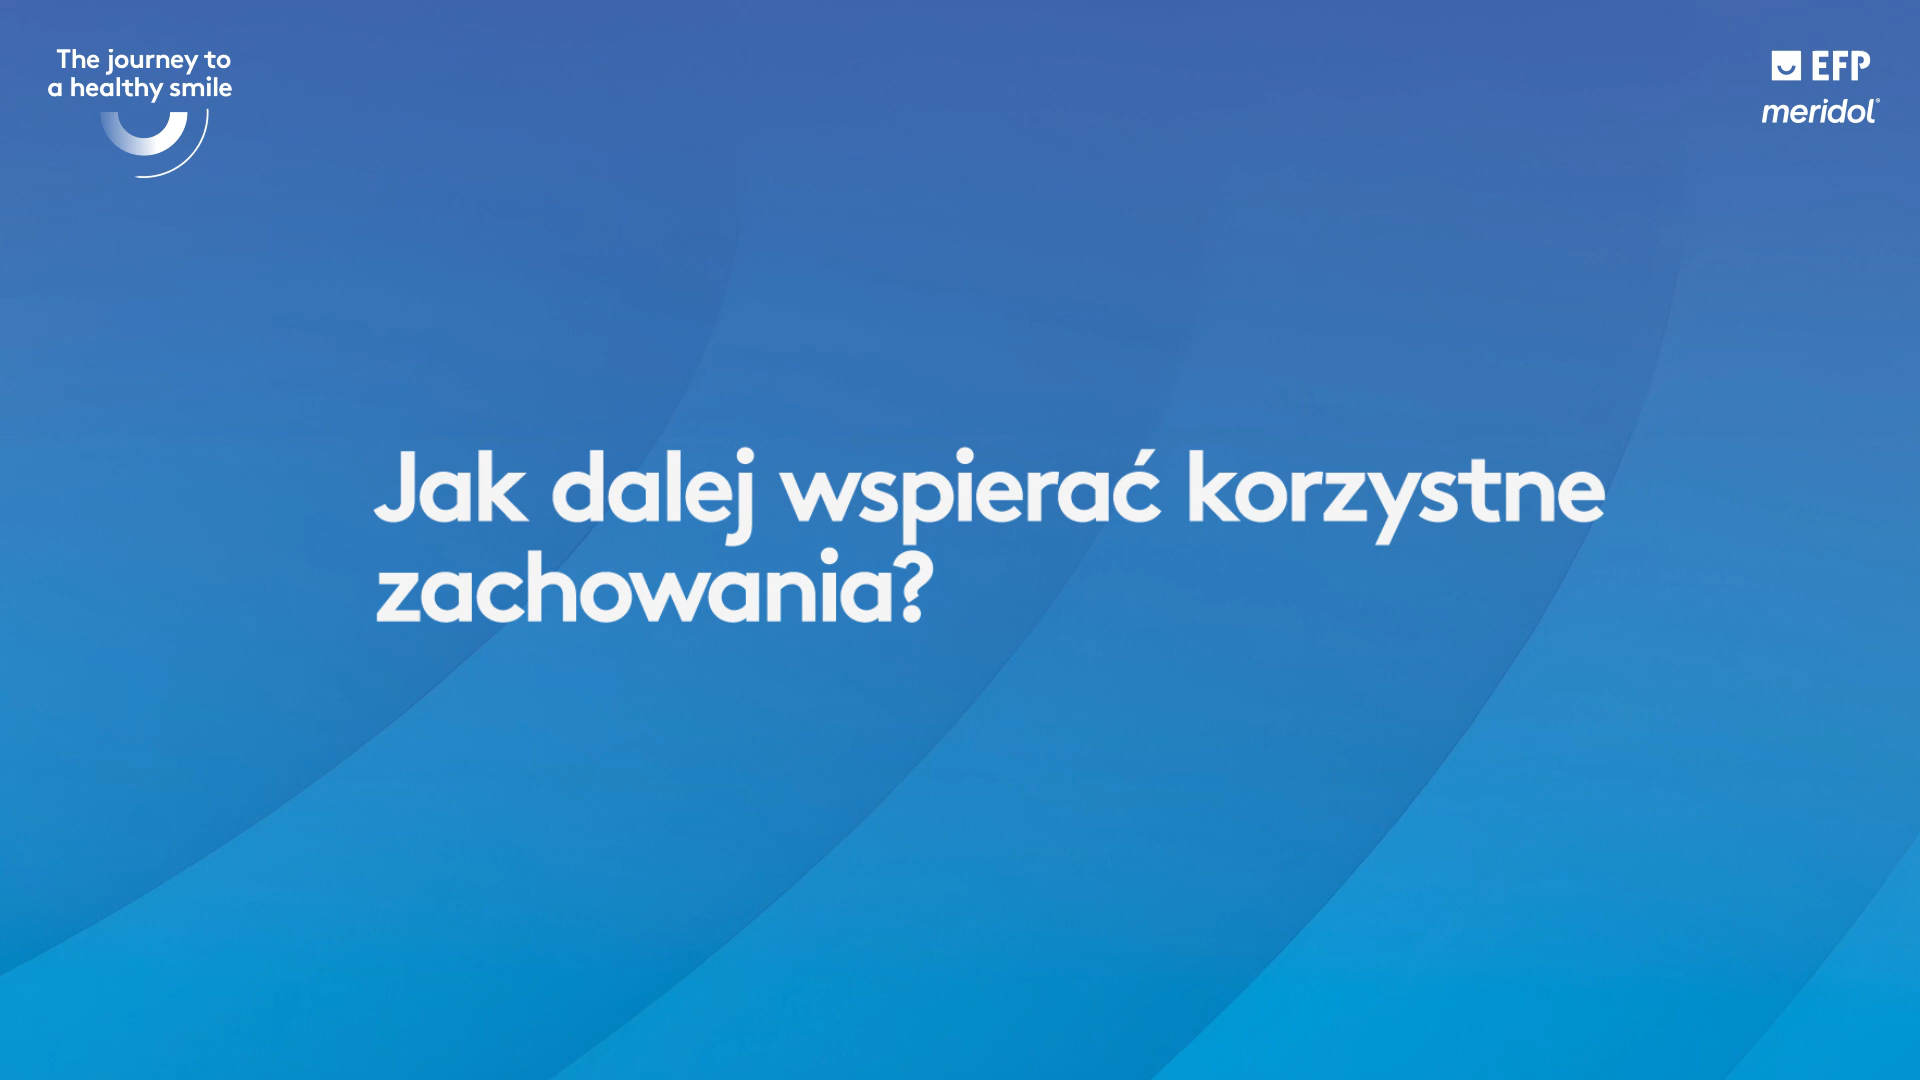 The journey to
a healthy smile
EFP
meridol®
Jak dalej wspierać korzystne
zachowania?